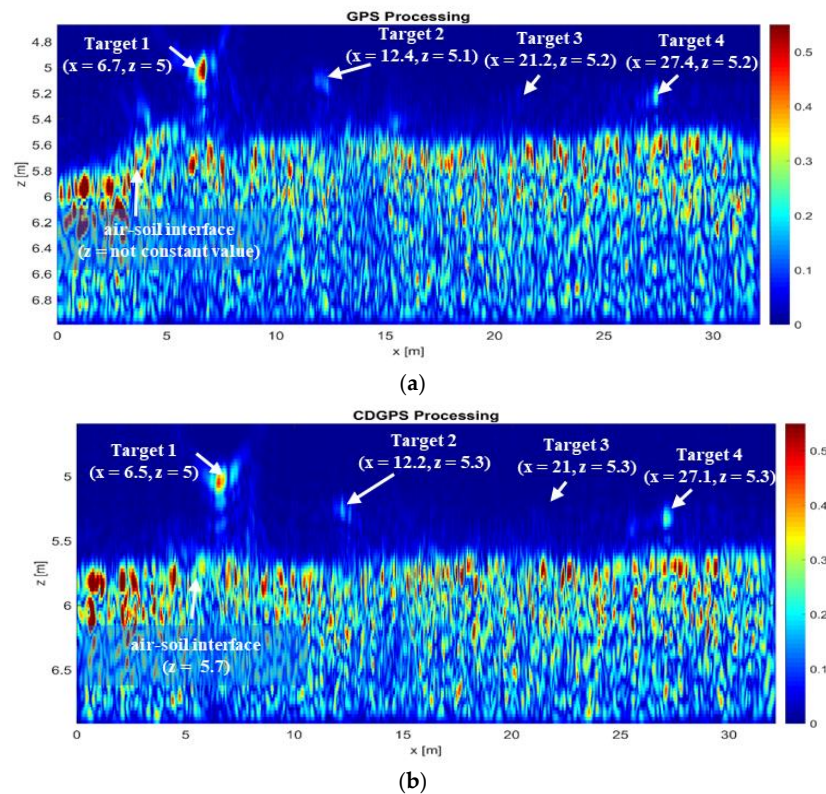 GPS Processing
Target 1
(x = 6.7, z = 5)
Target 2
(x = 12.4, z = 5.1)
Target 3
(x = 21.2, z = 5.2)
Target 4
(x = 27.4, z = 5.2)
air-soil interface
(z = not constant value)
4.8
5
5.2
5.4
5.6
5.8
6
6.2
6.4
6.6
6.8
z [m]
0
5
10
15
20
25
30
x [m]
0.5
0.4
0.3
0.2
0.1
0
(a)
CDGPS Processing
Target 1
(x = 6.5, z = 5)
Target 2
(x = 12.2, z = 5.3)
Target 3
(x = 21, z = 5.3)
Target 4
(x = 27.1, z = 5.3)
air-soil interface
(z = 5.7)
5
5.5
6
6.5
z [m]
0
5
10
15
20
25
30
x [m]
0.5
0.4
0.3
0.2
0.1
0
(b)